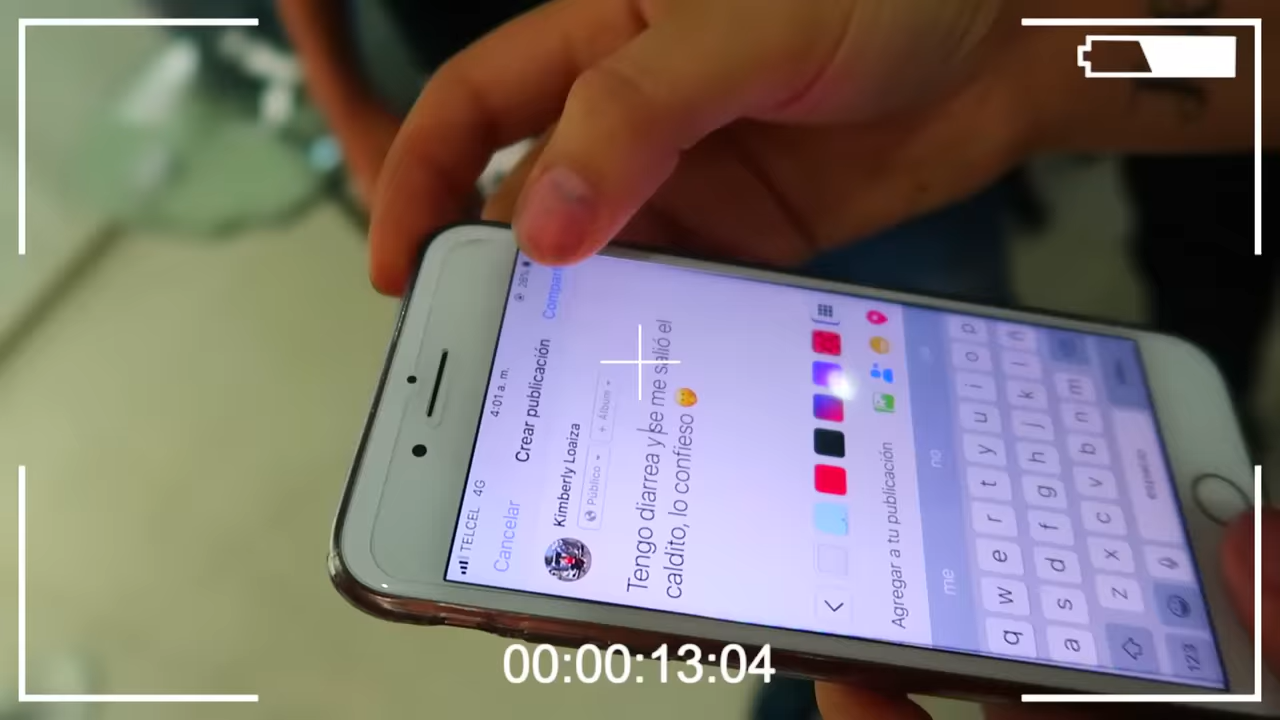 TELCEL 4G 4:01 a. m. 26%
Cancelar Crear publicación
Kimberly Loaiza
Público + Álbum
Tengo diarrea y se me salió el
caldito, lo confieso
Agregar a tu publicación
me no
q w e r t y u i o p
a s d f g h j k l ñ
z x c v b n m
123 espacio
00:00:13:04